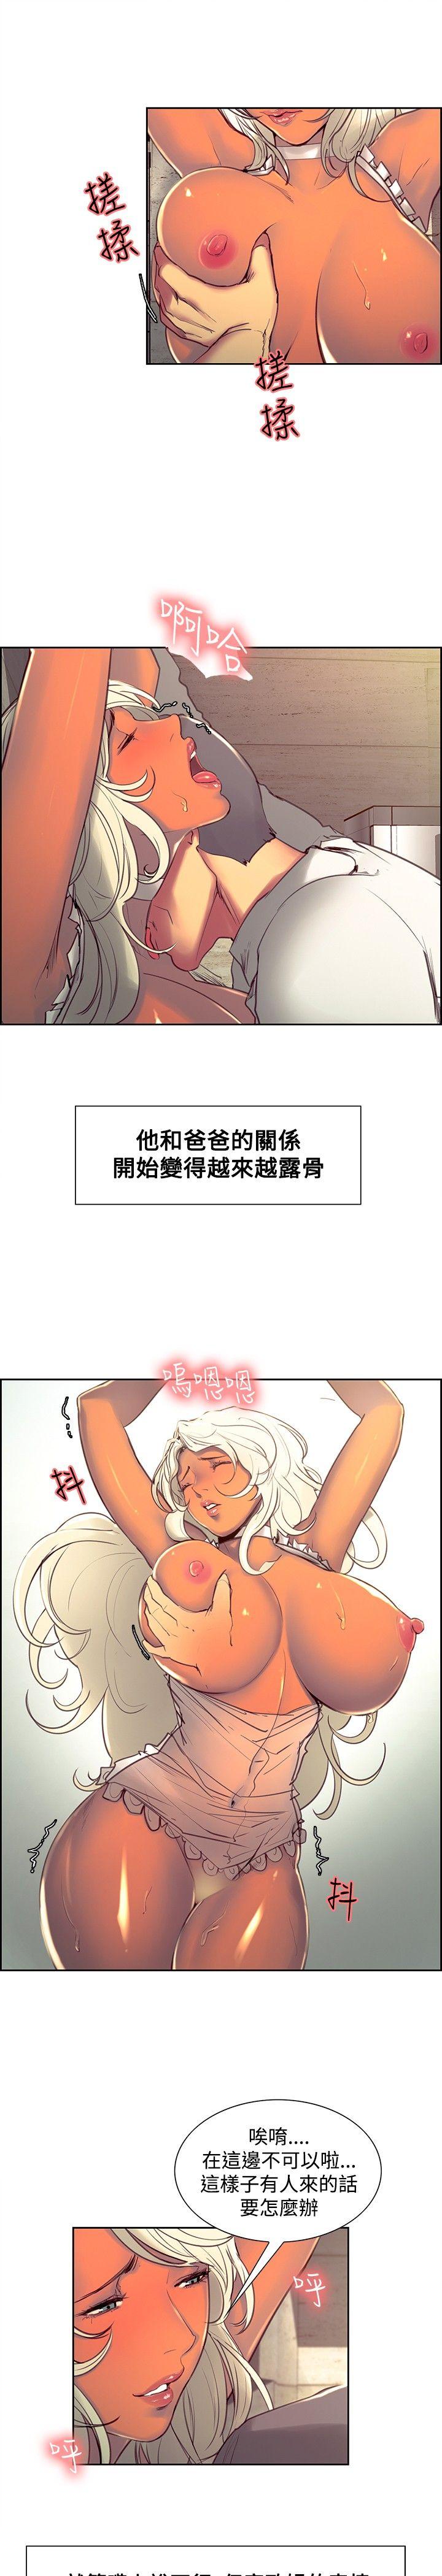 搓
揉
搓
揉
啊哈
他和爸爸的關係
開始變得越來越露骨
嗚嗯嗯
抖
抖
唉唷....
在這邊不可以啦...
這樣子有人來的話
要怎麼辦
呼
呼